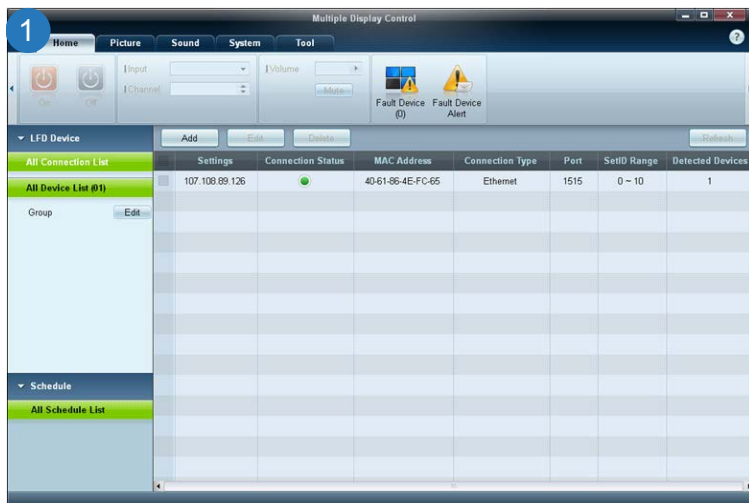 Multiple Display Control
1
Home Picture Sound System Tool
?
On Off
Input
Channel
Volume
Mute
Fault Device
(0)
Fault Device
Alert
LFD Device
Add Edit Delete Refresh
All Connection List
Settings Connection Status MAC Address Connection Type Port SetID Range Detected Devices
All Device List (01)
107.108.89.126 40-61-86-4E-FC-65 Ethernet 1515 0 ~ 10 1
Group Edit
Schedule
All Schedule List